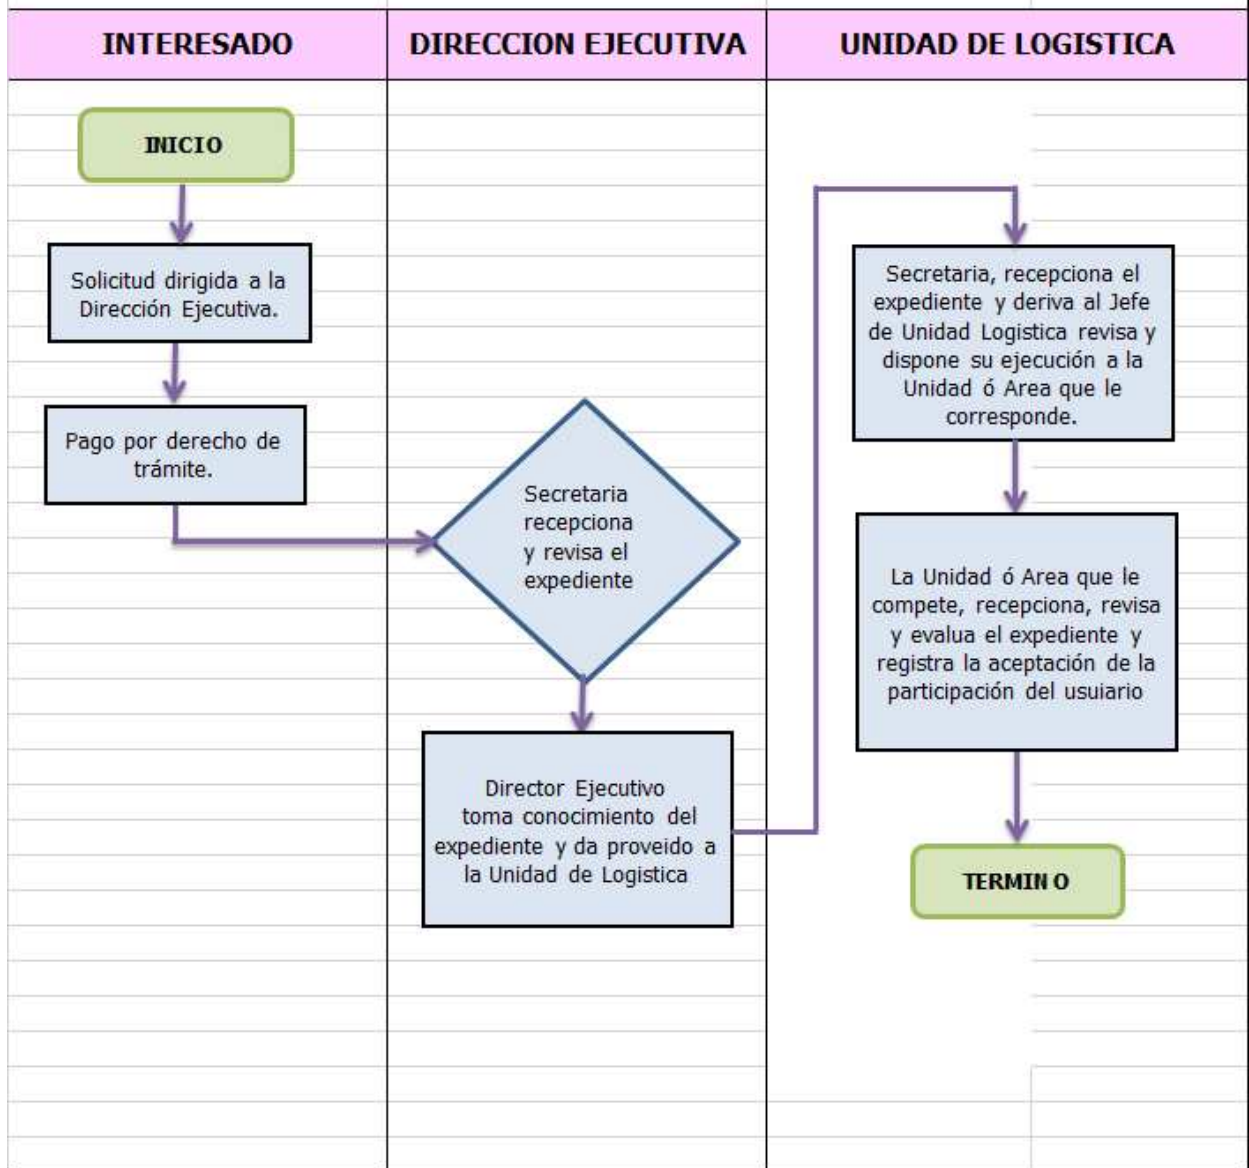 INTERESADO
DIRECCION EJECUTIVA
UNIDAD DE LOGISTICA
INICIO
Solicitud dirigida a la
Dirección Ejecutiva.
Pago por derecho de
trámite.
Secretaria
recepciona
y revisa el
expediente
Director Ejecutivo
toma conocimiento del
expediente y da proveido a
la Unidad de Logistica
Secretaria, recepciona el
expediente y deriva al Jefe
de Unidad Logistica revisa y
dispone su ejecución a la
Unidad ó Area que le
corresponde.
La Unidad ó Area que le
compete, recepciona, revisa
y evalua el expediente y
registra la aceptación de la
participación del usuiario
TERMINO